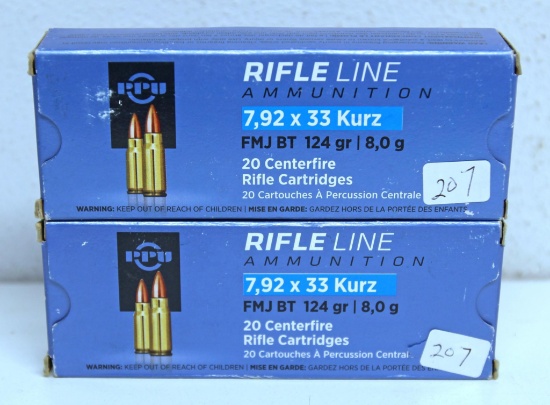 PPU
RIFLE LINE
AMMUNITION
7,92 x 33 Kurz
FMJ BT 124 gr | 8,0 g
20 Centerfire
Rifle Cartridges
20 Cartouches À Percussion Centrale
207
WARNING: KEEP OUT OF REACH OF CHILDREN | MISE EN GARDE: GARDEZ HORS DE LA PORTÉE DES ENFANTS
PPU
RIFLE LINE
AMMUNITION
7,92 x 33 Kurz
FMJ BT 124 gr | 8,0 g
20 Centerfire
Rifle Cartridges
20 Cartouches À Percussion Central
207
WARNING: KEEP OUT OF REACH OF CHILDREN | MISE EN GARDE: GARDEZ HORS DE LA PORTÉE DES ENF